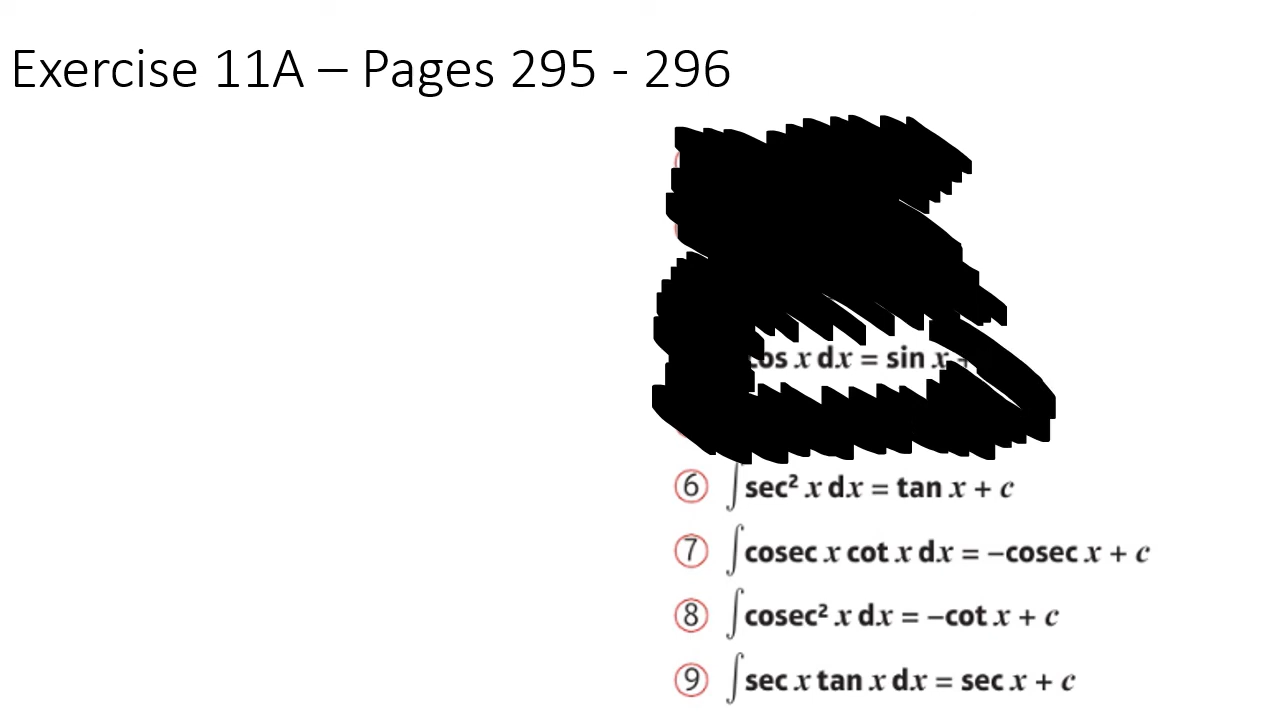 Exercise 11A – Pages 295 - 296
x dx = sin x
⑥ ∫sec² x dx = tan x + c
⑦ ∫cosec x cot x dx = –cosec x + c
⑧ ∫cosec² x dx = –cot x + c
⑨ ∫sec x tan x dx = sec x + c